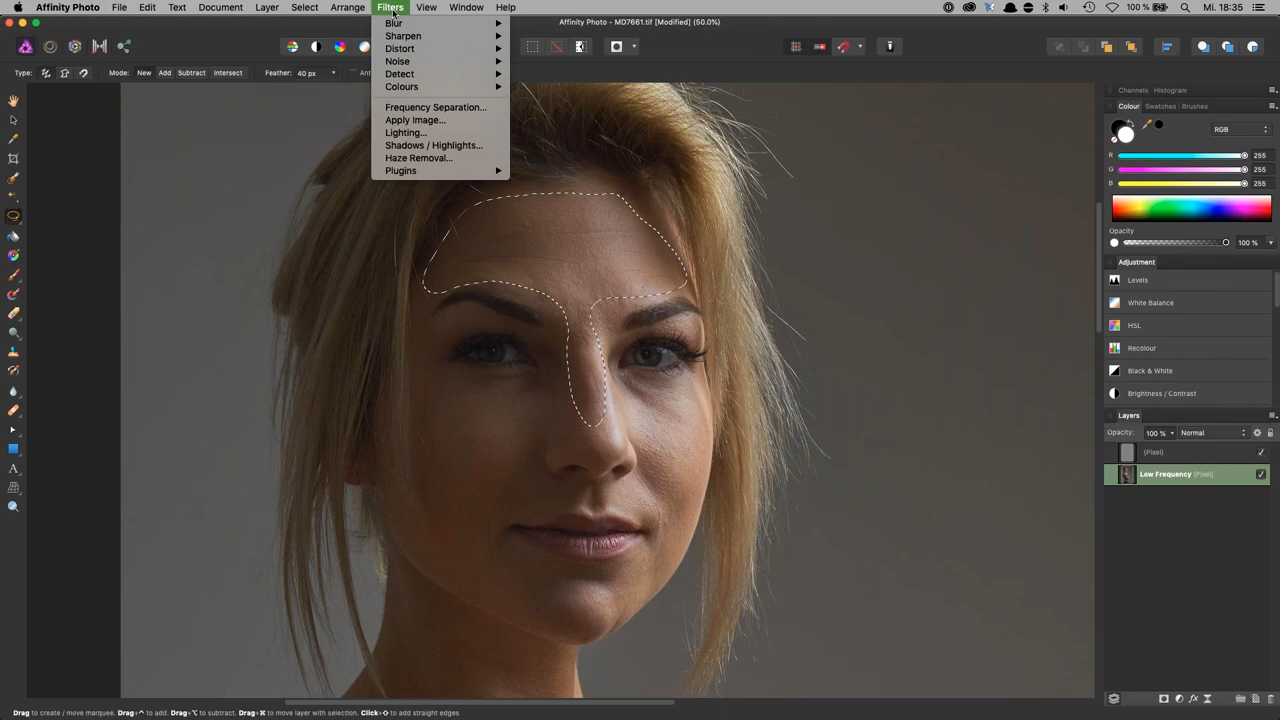 Affinity Photo File Edit Text Document Layer Select Arrange Filters View Window Help 100 % Mi. 18:35
Affinity Photo - MD7661.tif [Modified] (50.0%)
Type: Mode: New Add Subtract Intersect Feather: 40 px Ant
Blur
Sharpen
Distort
Noise
Detect
Colours
Frequency Separation...
Apply Image...
Lighting...
Shadows / Highlights...
Haze Removal...
Plugins
Channels Histogram
Colour Swatches Brushes
RGB
R 255
G 255
B 255
Opacity
100 %
Adjustment
Levels
White Balance
HSL
Recolour
Black & White
Brightness / Contrast
Layers
Opacity: 100 % Normal
(Pixel)
Low Frequency (Pixel)
Drag to create / move marquee. Drag+⌃ to add. Drag+⌥ to subtract. Drag+⌘ to move layer with selection. Click+⇧ to add straight edges